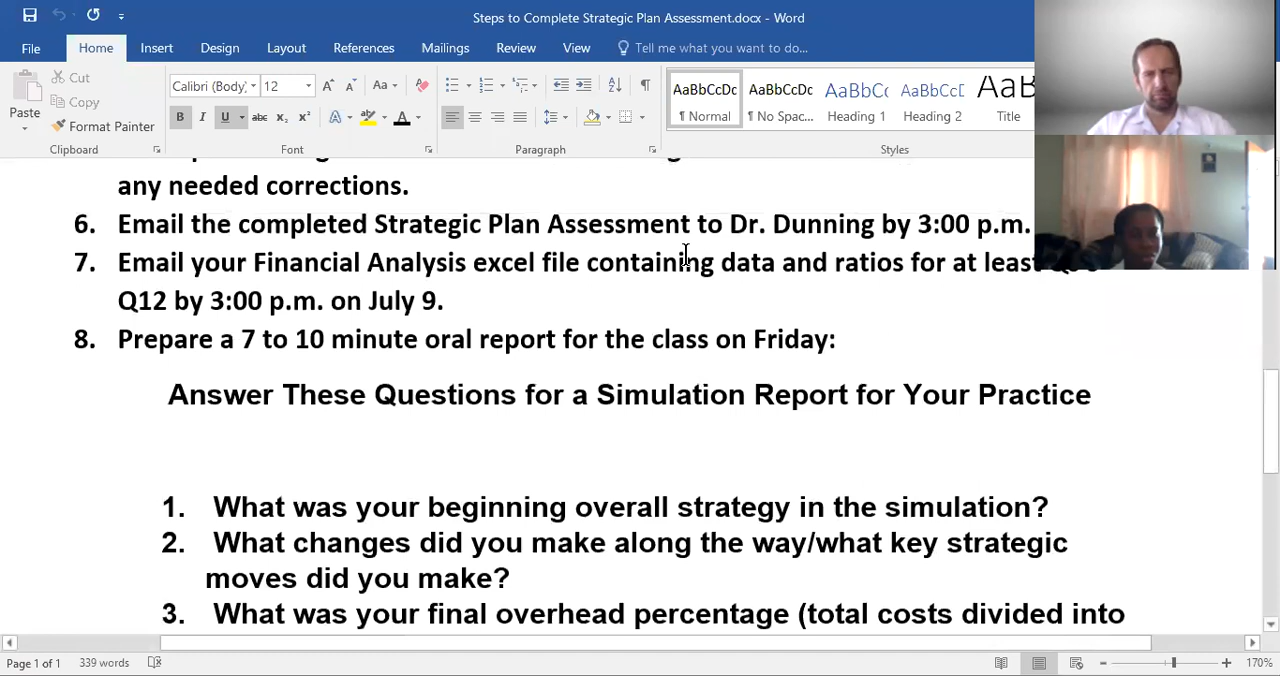 Steps to Complete Strategic Plan Assessment.docx - Word
File Home Insert Design Layout References Mailings Review View Tell me what you want to do...
Cut
Copy
Paste
Format Painter
Calibri (Body) 12
B I U abc x₂ x² A A Aa
AaBbCcDc AaBbCcDc AaBbCc AaBbCcD AaB
¶ Normal ¶ No Spac... Heading 1 Heading 2 Title
Clipboard Font Paragraph Styles
any needed corrections.
6. Email the completed Strategic Plan Assessment to Dr. Dunning by 3:00 p.m.
7. Email your Financial Analysis excel file containing data and ratios for at least
Q12 by 3:00 p.m. on July 9.
8. Prepare a 7 to 10 minute oral report for the class on Friday:
Answer These Questions for a Simulation Report for Your Practice
1. What was your beginning overall strategy in the simulation?
2. What changes did you make along the way/what key strategic
moves did you make?
3. What was your final overhead percentage (total costs divided into
Page 1 of 1 339 words 170%